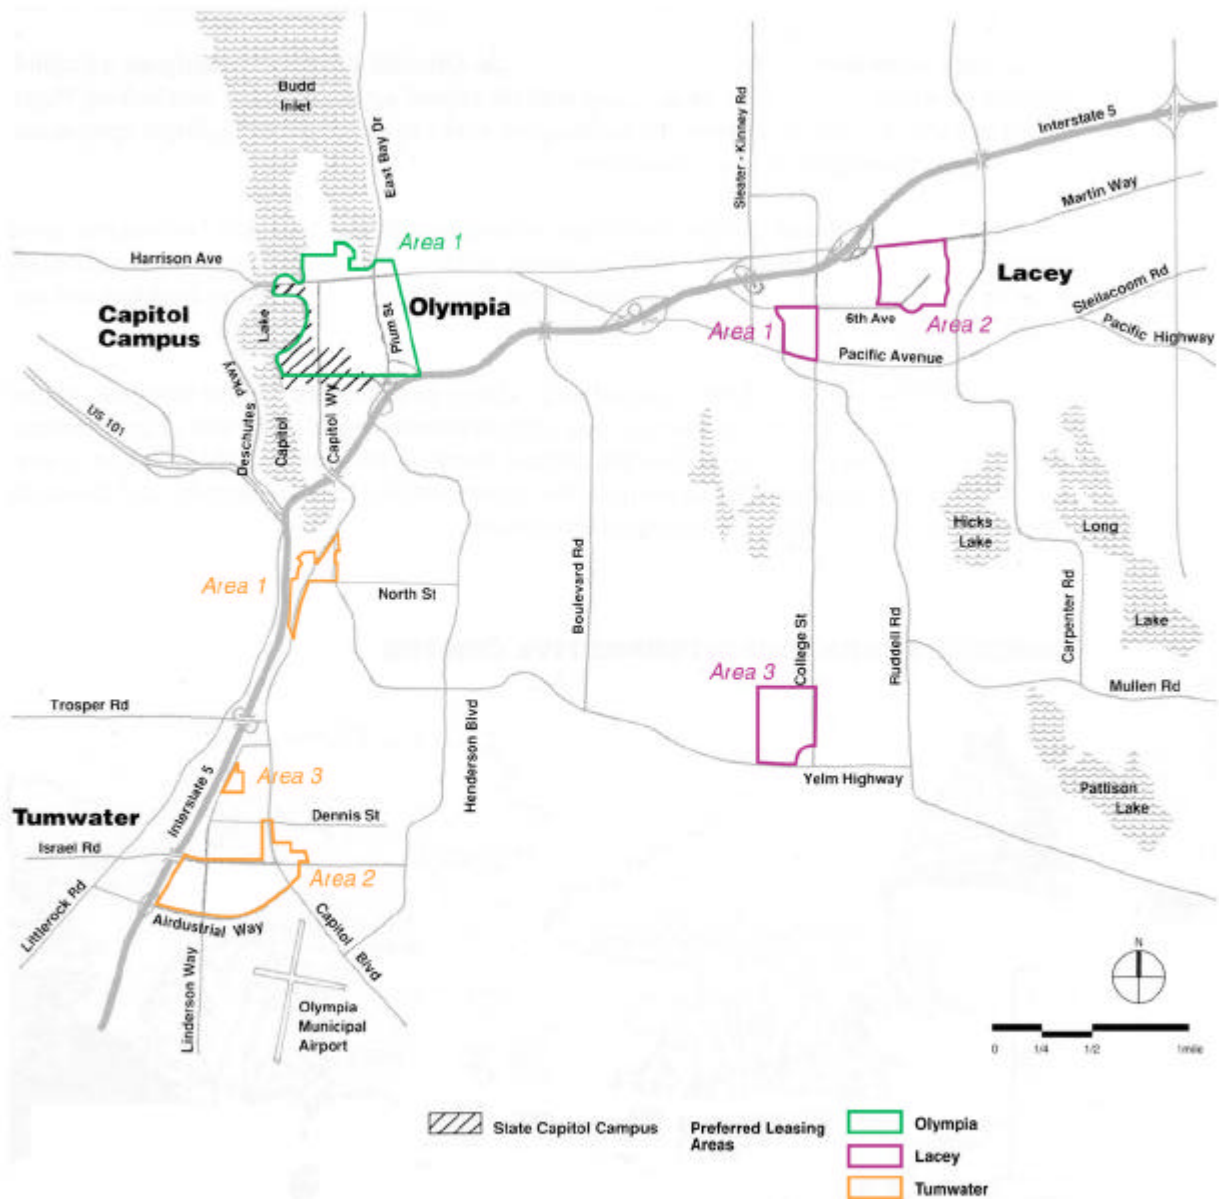 Budd
Inlet
East Bay Dr
Sleater - Kinney Rd
Interstate 5
Martin Way
Area 1
Harrison Ave
Lacey
Steilacoom Rd
Capitol
Campus
Lake
Plum St
Olympia
6th Ave
Area 1
Area 2
Pacific Highway
Pacific Avenue
US 101
Deschutes Pkwy
Capitol
Capitol Wy
Hicks
Lake
Long
Lake
Area 1
North St
Boulevard Rd
College St
Ruddell Rd
Carpenter Rd
Area 3
Mullen Rd
Trosper Rd
Henderson Blvd
Yelm Highway
Interstate 5
Area 3
Pattison
Lake
Tumwater
Dennis St
Israel Rd
Area 2
Littlerock Rd
Airdustrial Way
Capitol Blvd
Linderson Way
Olympia
Municipal
Airport
N
0 1/4 1/2 1mile
State Capitol Campus
Preferred Leasing
Areas
Olympia
Lacey
Tumwater